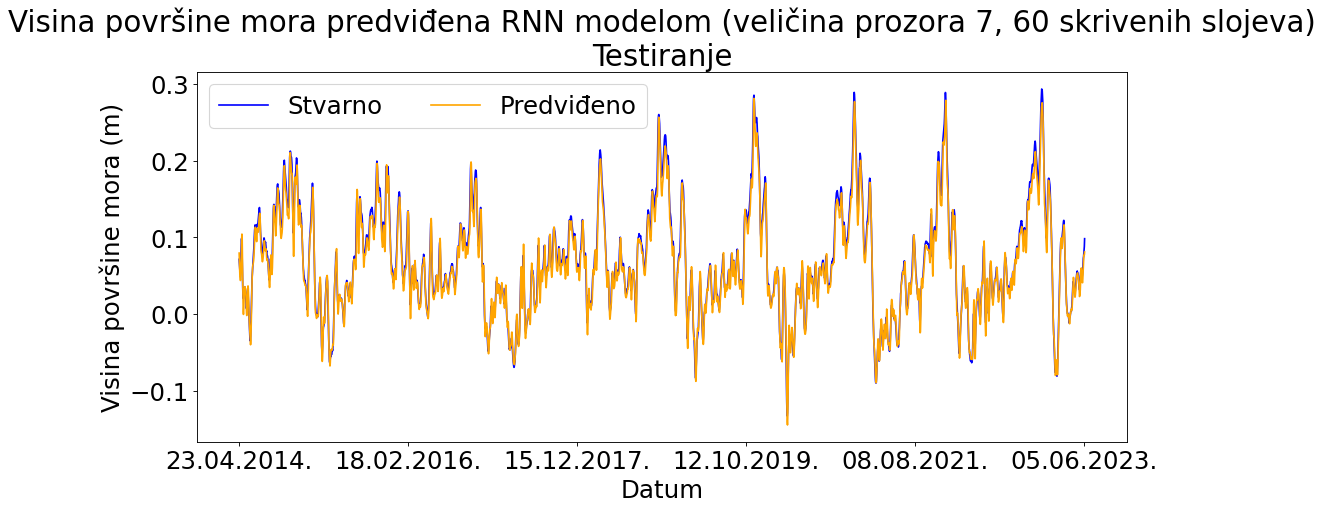 Visina površine mora predviđena RNN modelom (veličina prozora 7, 60 skrivenih slojeva)
Testiranje
Stvarno Predviđeno
Visina površine mora (m)
0.3
0.2
0.1
0.0
−0.1
23.04.2014. 18.02.2016. 15.12.2017. 12.10.2019. 08.08.2021. 05.06.2023.
Datum